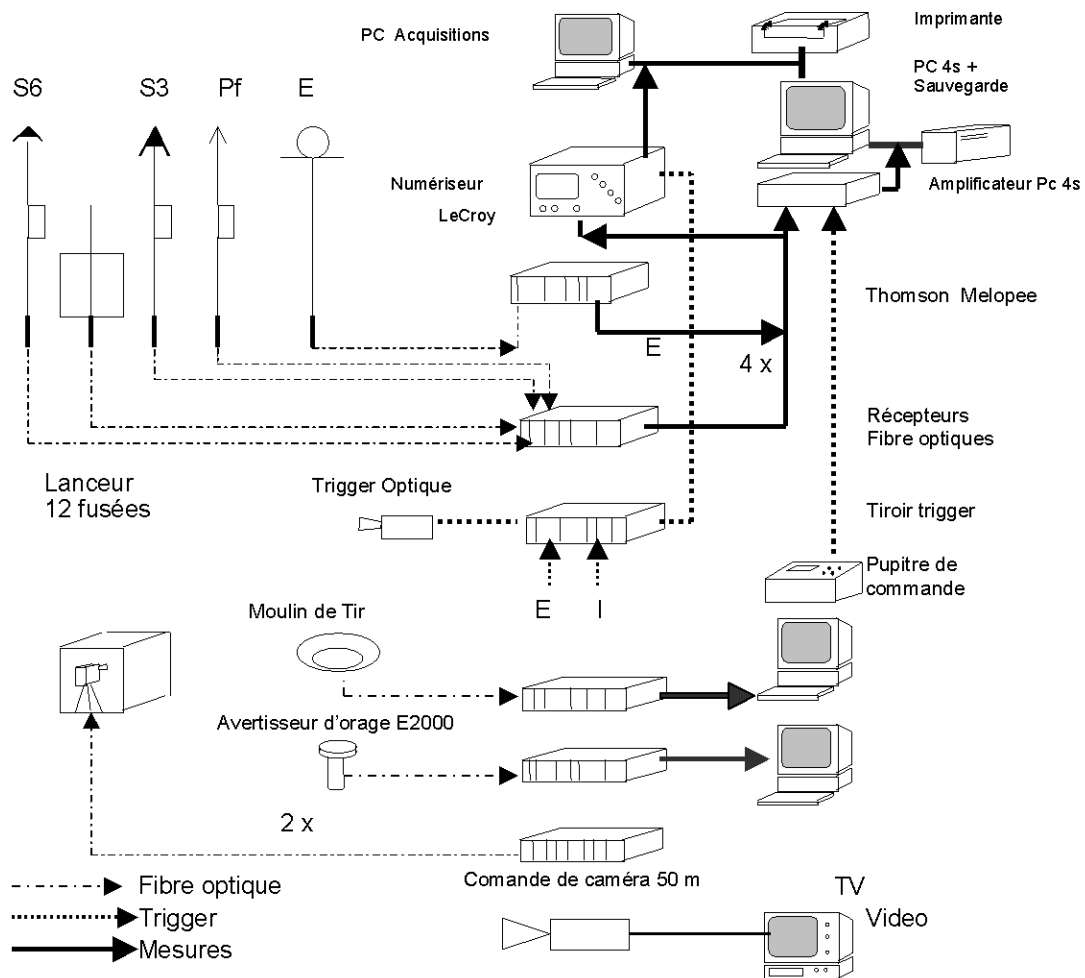 Imprimante
PC Acquisitions
PC 4s +
Sauvegarde
S6
S3
Pf
E
Numériseur
LeCroy
Amplificateur Pc 4s
Thomson Melopee
E
4 x
Récepteurs
Fibre optiques
Lanceur
12 fusées
Trigger Optique
Tiroir trigger
Pupitre de
commande
E
I
Moulin de Tir
Avertisseur d'orage E2000
2 x
Comande de caméra 50 m
Fibre optique
Trigger
Mesures
TV
Video